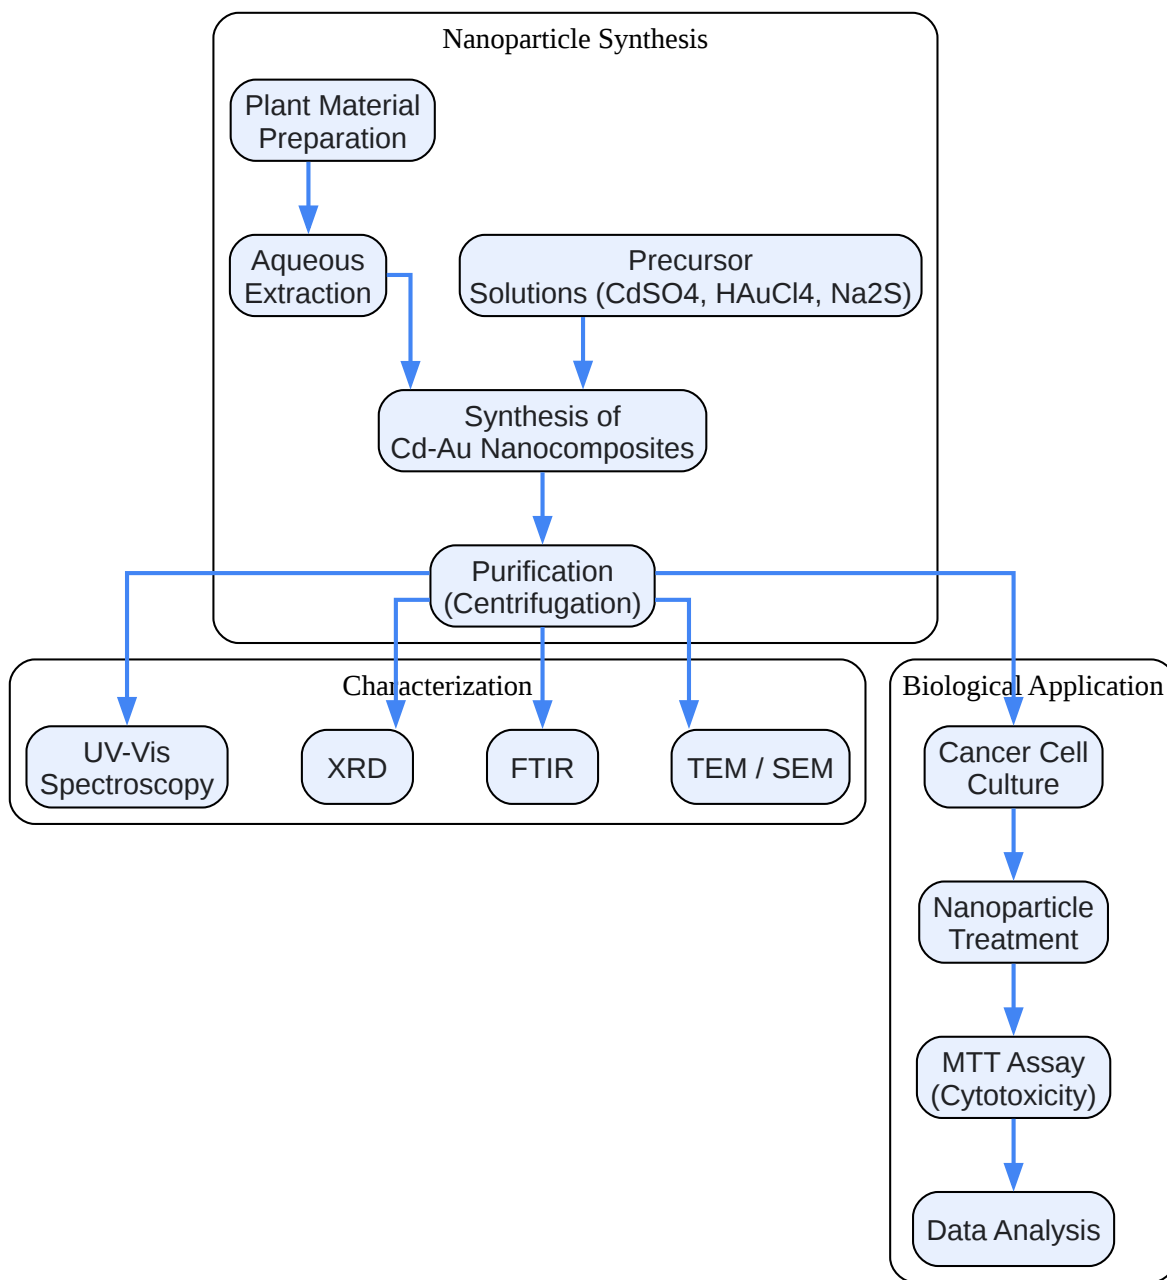 Nanoparticle Synthesis
Plant Material
Preparation
Aqueous
Extraction
Precursor
Solutions (CdSO4, HAuCl4, Na2S)
Synthesis of
Cd-Au Nanocomposites
Purification
(Centrifugation)
Characterization
UV-Vis
Spectroscopy
XRD
FTIR
TEM / SEM
Biological Application
Cancer Cell
Culture
Nanoparticle
Treatment
MTT Assay
(Cytotoxicity)
Data Analysis